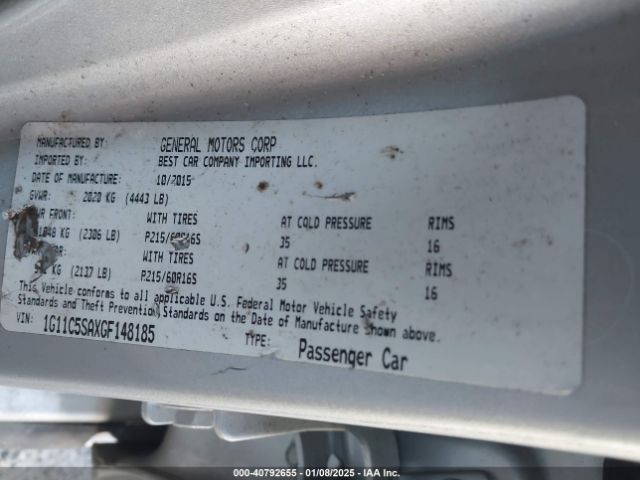 MANUFACTURED BY: GENERAL MOTORS CORP
IMPORTED BY: BEST CAR COMPANY IMPORTING LLC.
DATE OF MANUFACTURE: 10/2015
GVWR: 2020 KG (4443 LB)
FRONT: WITH TIRES AT COLD PRESSURE RIMS
KG (2306 LB) P215/60R16S 35 16
WITH TIRES AT COLD PRESSURE RIMS
KG (2137 LB) P215/60R16S 35 16
This Vehicle conforms to all applicable U.S. Federal Motor Vehicle Safety
Standards and Theft Prevention Standards on the Date of Manufacture Shown above.
VIN: 1G11C5SAXGF148185 TYPE: Passenger Car
000-40792655 - 01/08/2025 - IAA Inc.